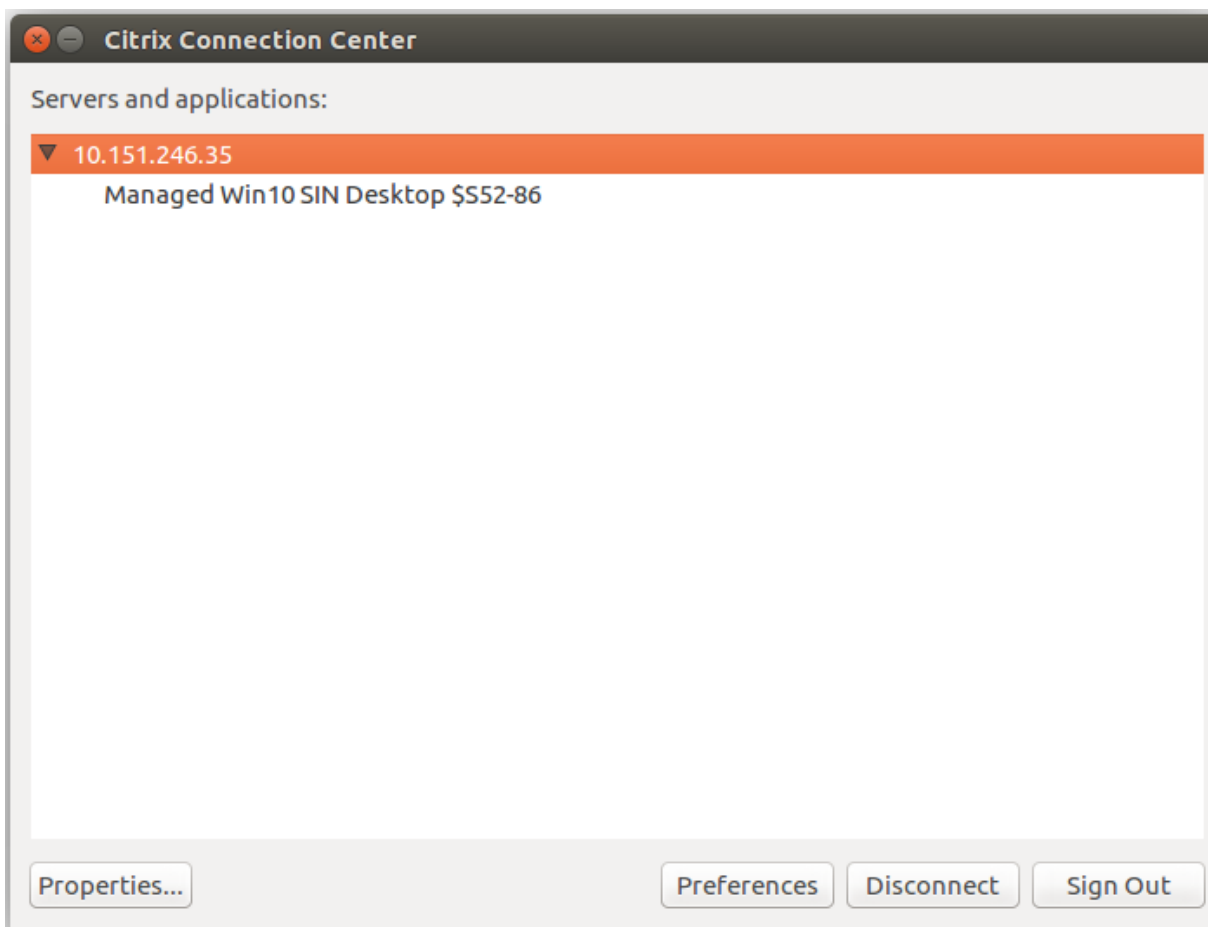 Citrix Connection Center
Servers and applications:
10.151.246.35
Managed Win10 SIN Desktop $S52-86
Properties...
Preferences
Disconnect
Sign Out